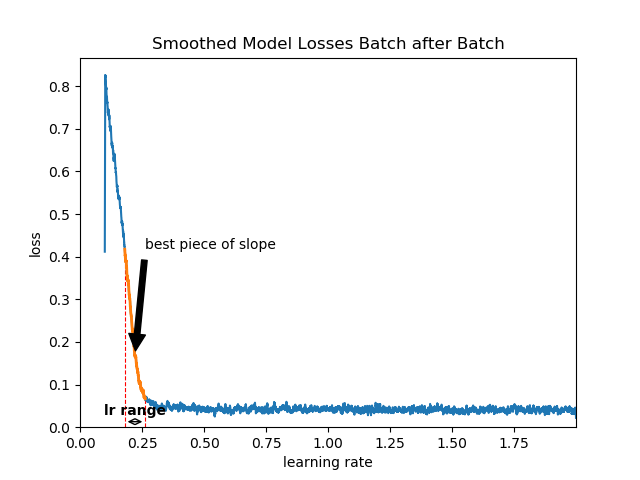 Smoothed Model Losses Batch after Batch
0.8
0.7
0.6
0.5
0.4
0.3
0.2
0.1
0.0
loss
best piece of slope
lr range
0.00 0.25 0.50 0.75 1.00 1.25 1.50 1.75
learning rate